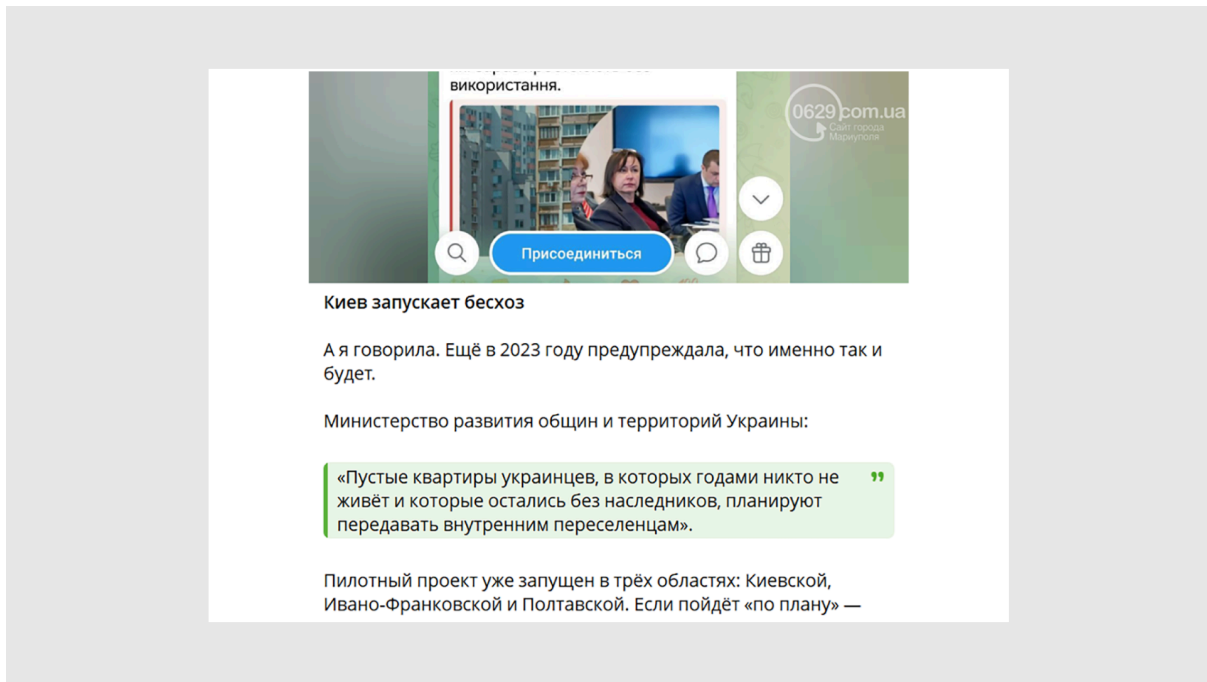 використання.
0629 com.ua
Сайт города
Мариуполя
Присоединиться
Киев запускает бесхоз
А я говорила. Ещё в 2023 году предупреждала, что именно так и
будет.
Министерство развития общин и территорий Украины:
«Пустые квартиры украинцев, в которых годами никто не
живёт и которые остались без наследников, планируют
передавать внутренним переселенцам».
Пилотный проект уже запущен в трёх областях: Киевской,
Ивано-Франковской и Полтавской. Если пойдёт «по плану» —